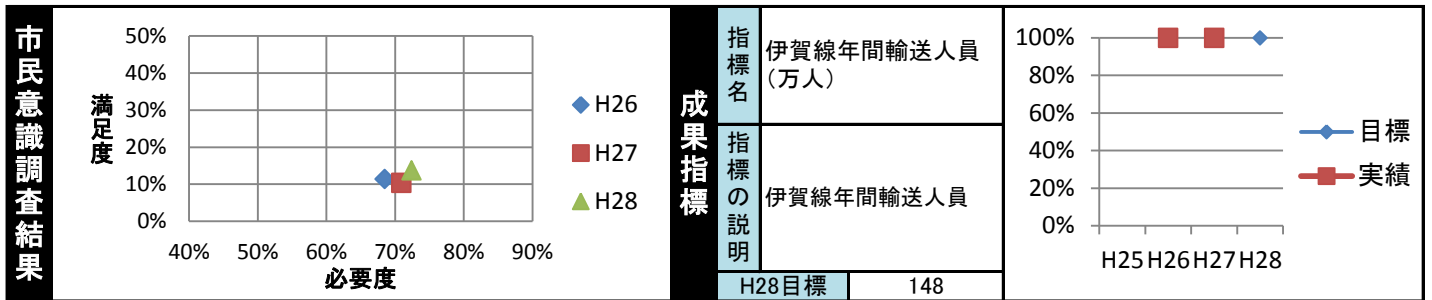 市民意識調査結果
満足度
50%
40%
30%
20%
10%
0%
40% 50% 60% 70% 80% 90%
必要度
H26
H27
H28
成果指標
指標名
伊賀線年間輸送人員
(万人)
指標の説明
伊賀線年間輸送人員
H28目標 148
100%
80%
60%
40%
20%
0%
H25 H26 H27 H28
目標
実績